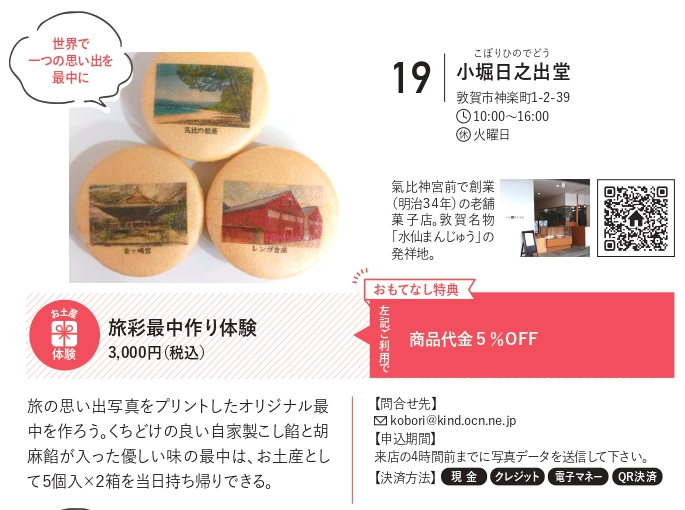 世界で
一つの思い出を
最中に
氣比の松原
金ヶ崎宮
レンガ倉庫
19
こぼりひのでどう
小堀日之出堂
敦賀市神楽町1-2-39
10:00〜16:00
休 火曜日
氣比神宮前で創業
（明治34年）の老舗
菓子店。敦賀名物
「水仙まんじゅう」の
発祥地。
お土産
体験
旅彩最中作り体験
3,000円（税込）
おもてなし特典
左記ご利用で
商品代金５％OFF
旅の思い出写真をプリントしたオリジナル最
中を作ろう。くちどけの良い自家製こし餡と胡
麻餡が入った優しい味の最中は、お土産とし
て5個入×2箱を当日持ち帰りできる。
【問合せ先】
kobori@kind.ocn.ne.jp
【申込期間】
来店の4時間前までに写真データを送信して下さい。
【決済方法】 現 金 クレジット 電子マネー QR決済